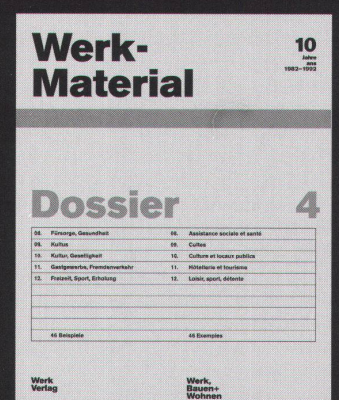 Werk-
Material
10
Jahre
ans
1982–1992
Dossier 4
08. Fürsorge, Gesundheit 08. Assistance sociale et santé
09. Kultus 09. Cultes
10. Kultur, Geselligkeit 10. Culture et locaux publics
11. Gastgewerbe, Fremdenverkehr 11. Hôtellerie et tourisme
12. Freizeit, Sport, Erholung 12. Loisir, sport, détente
46 Beispiele 46 Exemples
Werk Werk,
Verlag Bauen+
Wohnen